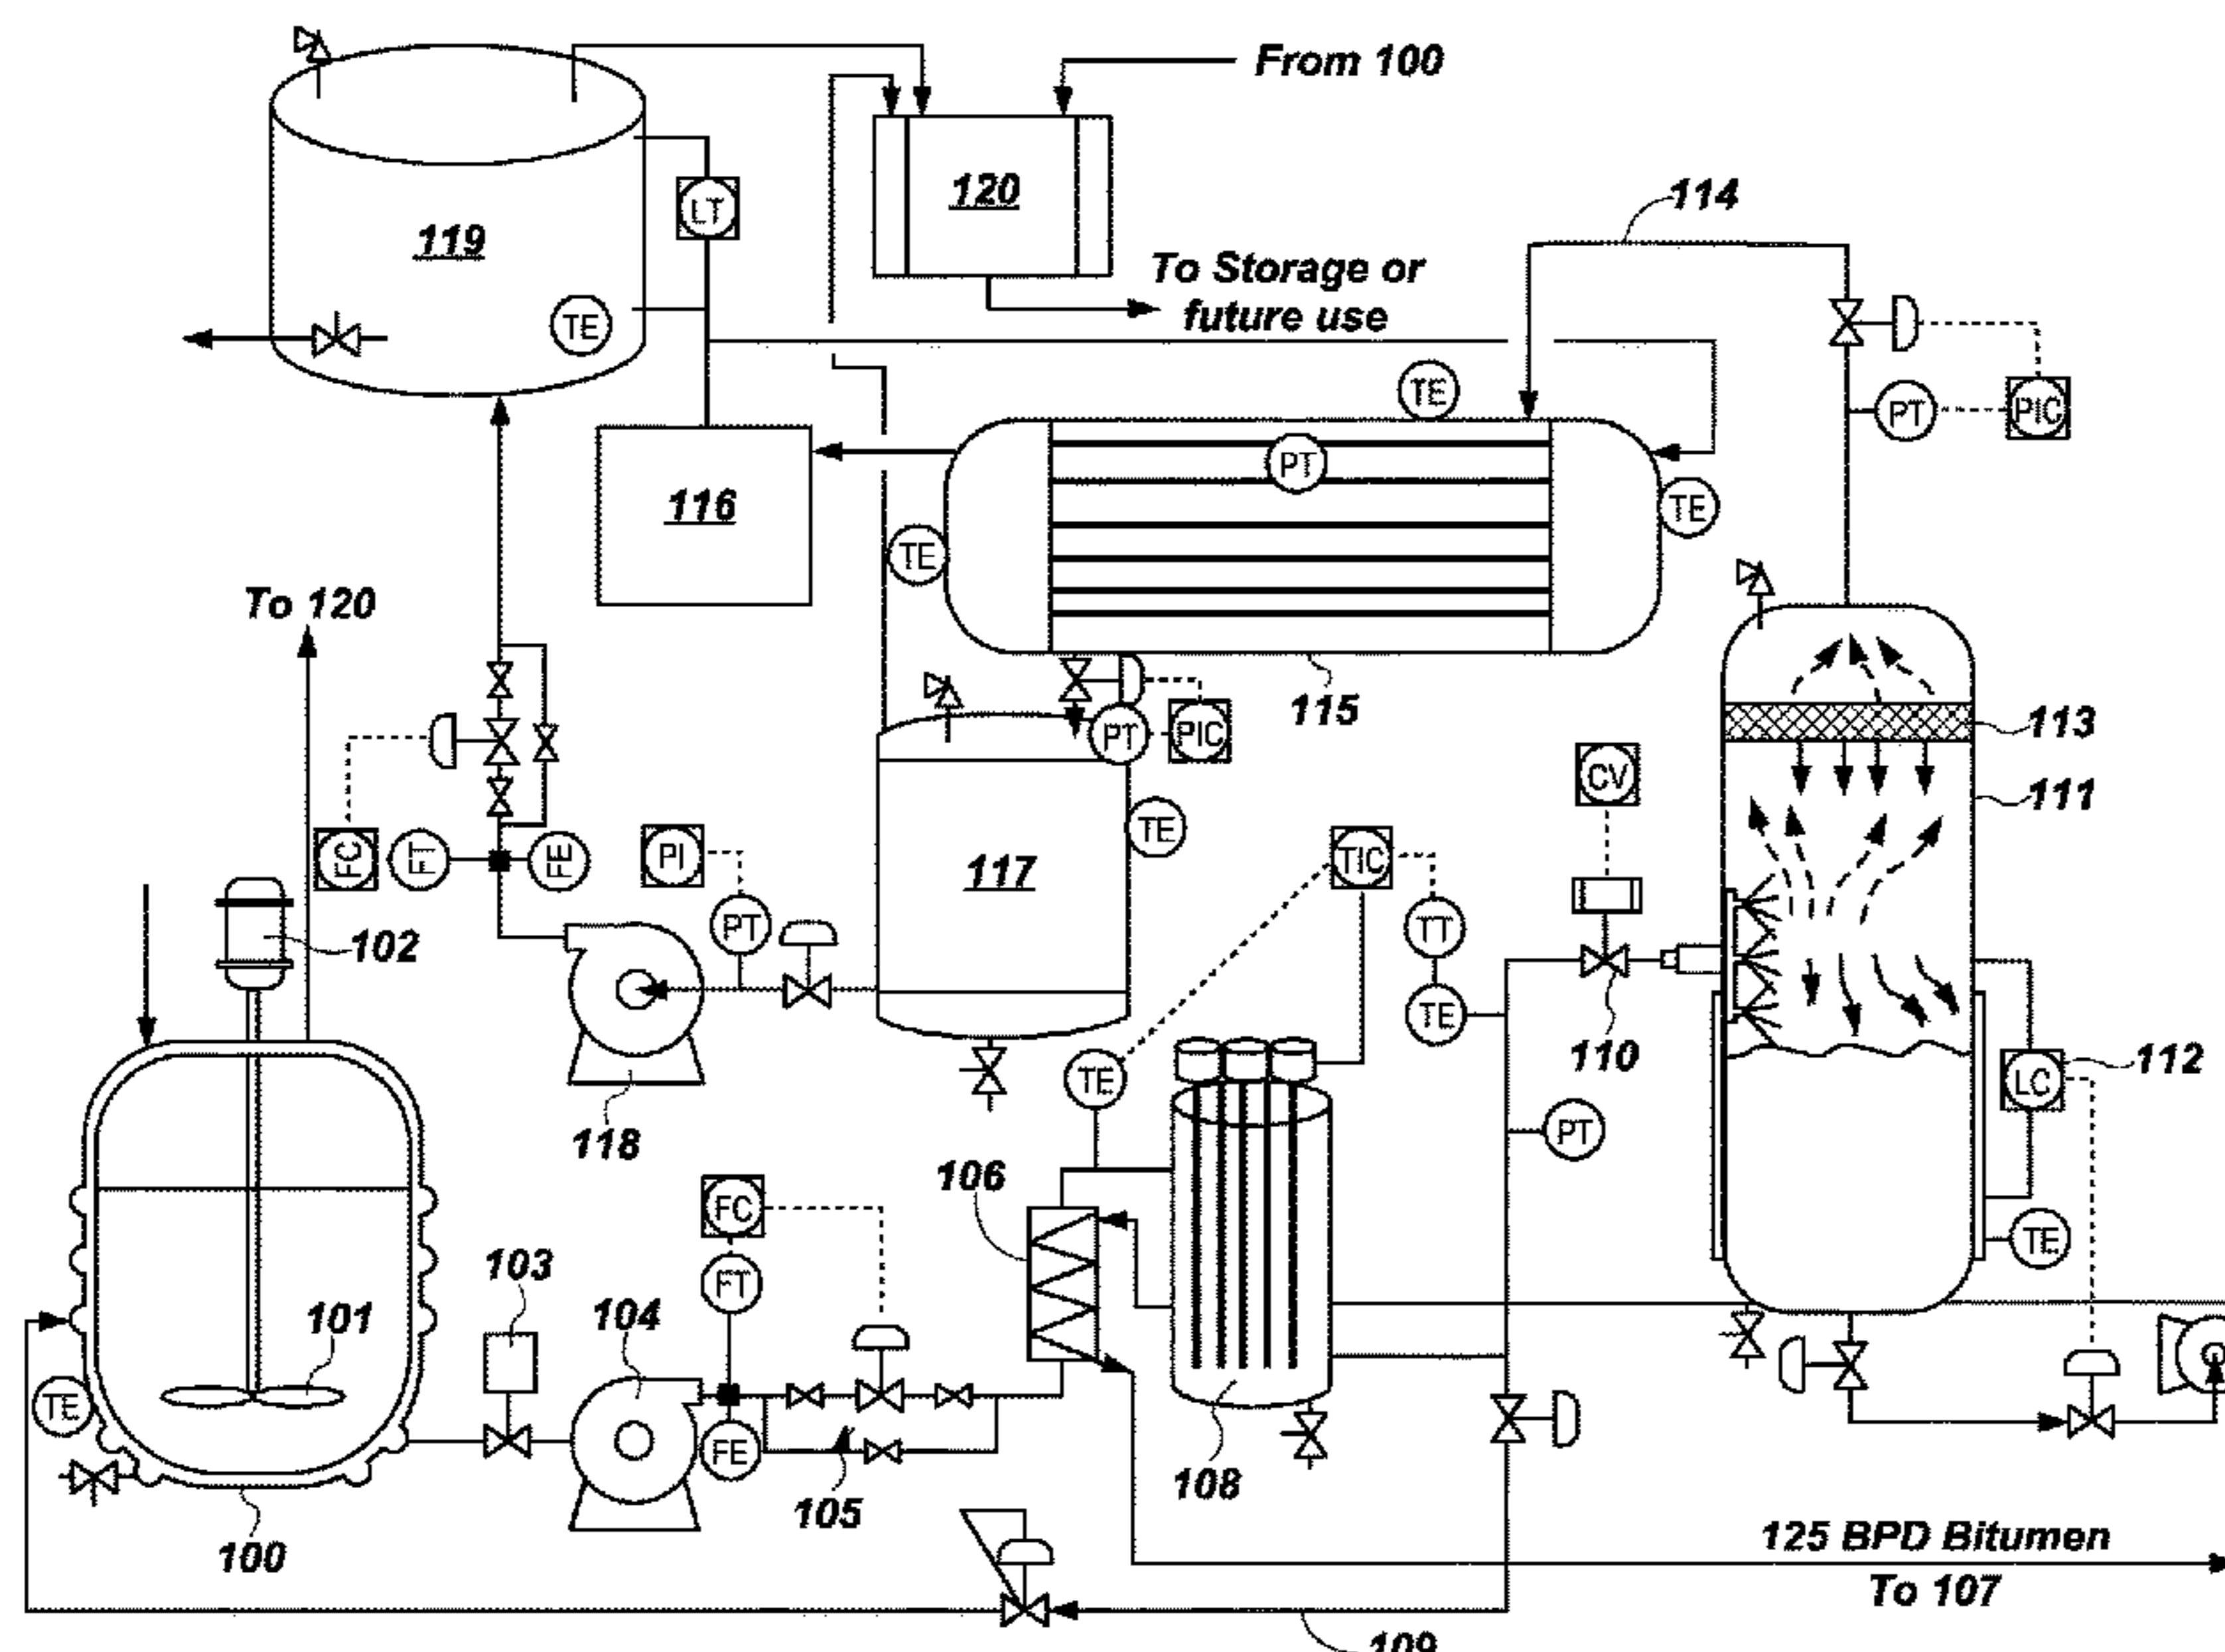 From 100
120
114
LT
119
To Storage or
future use
TE
TE
PT
PIC
PT
116
TE
TE
To 120
115
113
PT
PIC
CV
111
TE
FC
FT
FE
PI
TIC
117
PT
TT
102
TE
110
112
TE
LC
118
PT
106
FC
TE
103
FT
104
101
TE
FE
108
105
100
125 BPD Bitumen
To 107
109